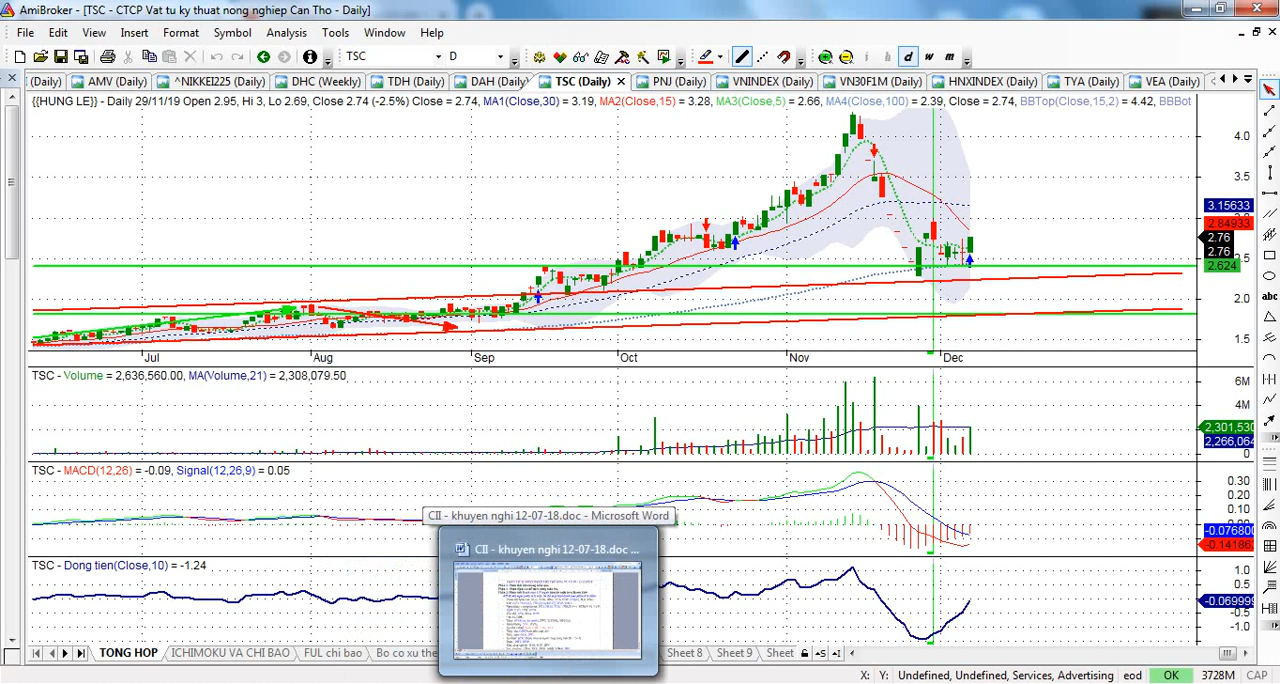 AmiBroker - [TSC - CTCP Vat tu ky thuat nong nghiep Can Tho - Daily]
File Edit View Insert Format Symbol Analysis Tools Window Help
TSC D i h d w m
(Daily) AMV (Daily) ^NIKKEI225 (Daily) DHC (Weekly) TDH (Daily) DAH (Daily) TSC (Daily) PNJ (Daily) VNINDEX (Daily) VN30F1M (Daily) HNXINDEX (Daily) TYA (Daily) VEA (Daily)
{{HUNG LE}} - Daily 29/11/19 Open 2.95, Hi 3, Lo 2.69, Close 2.74 (-2.5%) Close = 2.74, MA1(Close,30) = 3.19, MA2(Close,15) = 3.28, MA3(Close,5) = 2.66, MA4(Close,100) = 2.39, Close = 2.74, BBTop(Close,15,2) = 4.42, BBBot
4.0
3.5
3.15633
2.84933
2.76
2.76
2.624
2.0
1.5
abc
Jul Aug Sep Oct Nov Dec
TSC - Volume = 2,636,560.00, MA(Volume,21) = 2,308,079.50
6M
4M
2,301,530
2,266,064
0
TSC - MACD(12,26) = -0.09, Signal(12,26,9) = 0.05
0.30
0.20
0.10
0.00
-0.07680
-0.14186
CII - khuyen nghi 12-07-18.doc - Microsoft Word
CII - khuyen nghi 12-07-18.doc ...
TSC - Dong tien(Close,10) = -1.24
1.0
0.5
-0.069999
-0.5
-1.0
TONG HOP ICHIMOKU FUL chi bao Bo co xu the Sheet 8 Sheet 9 Sheet
X: Y: Undefined, Undefined, Services, Advertising eod OK 3728M CAP